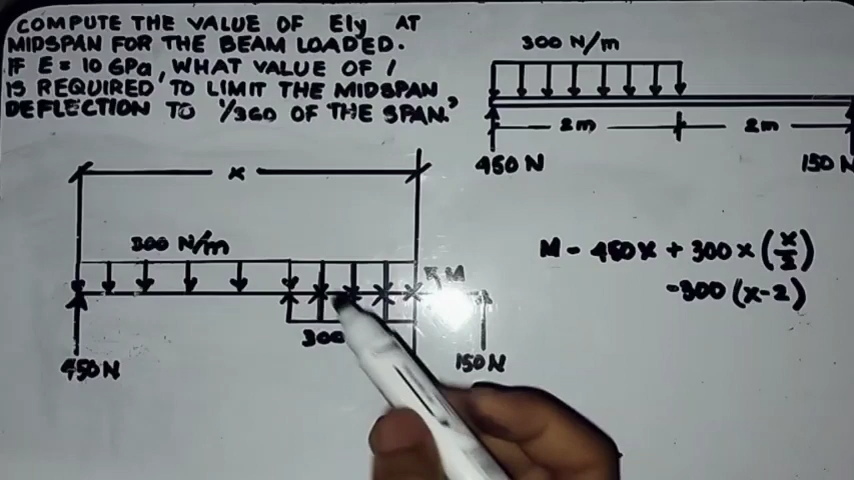 COMPUTE THE VALUE OF EIy AT
MIDSPAN FOR THE BEAM LOADED.
IF E = 10 GPa, WHAT VALUE OF I
IS REQUIRED TO LIMIT THE MIDSPAN
DEFLECTION TO 1/360 OF THE SPAN?
300 N/m
2m
2m
450 N
150 N
x
300 N/m
M
300
450 N
150 N
M - 450x + 300x (x/2)
-300 (x-2)